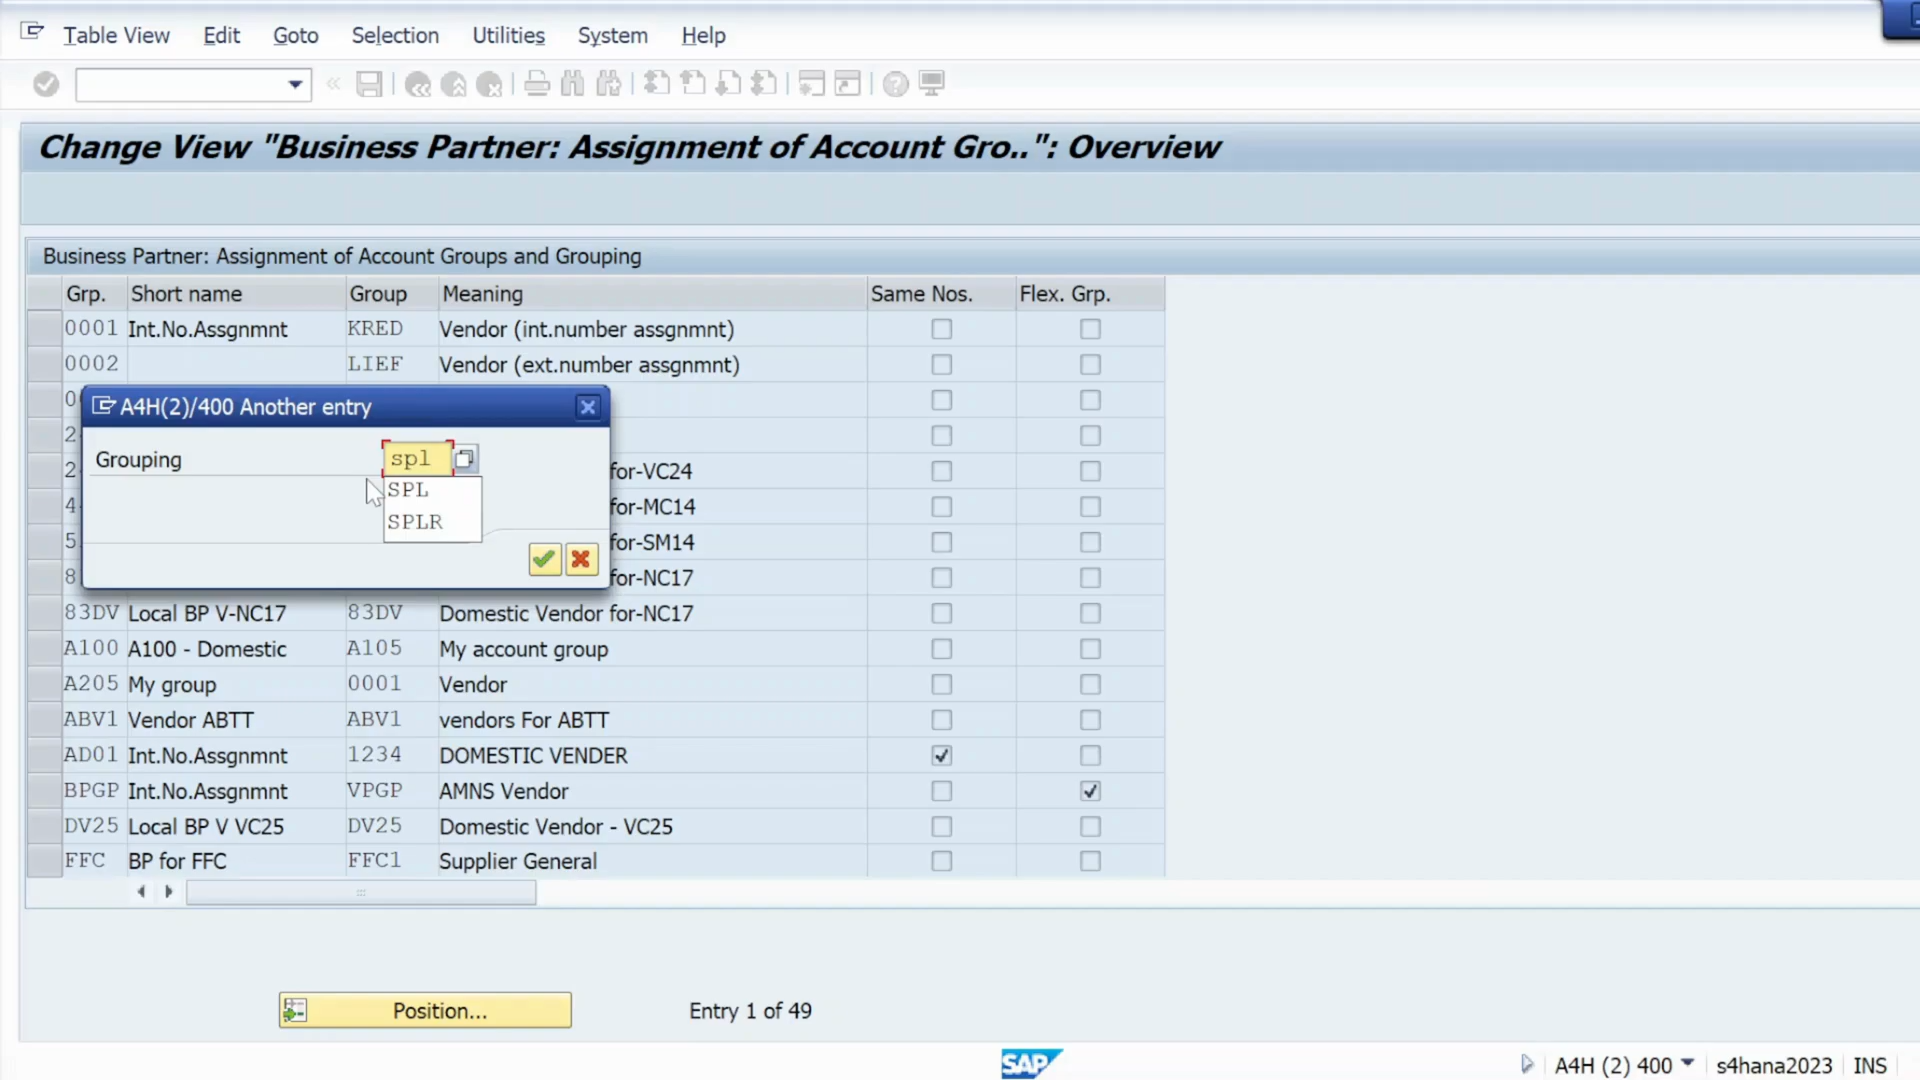 Table View Edit Goto Selection Utilities System Help
Change View "Business Partner: Assignment of Account Gro..": Overview
Business Partner: Assignment of Account Groups and Grouping
Grp. Short name Group Meaning Same Nos. Flex. Grp.
0001 Int.No.Assgnmnt KRED Vendor (int.number assgnmnt)
0002 LIEF Vendor (ext.number assgnmnt)
A4H(2)/400 Another entry
Grouping spl
SPL
SPLR
for-VC24
for-MC14
for-SM14
for-NC17
83DV Local BP V-NC17 83DV Domestic Vendor for-NC17
A100 A100 - Domestic A105 My account group
A205 My group 0001 Vendor
ABV1 Vendor ABTT ABV1 vendors For ABTT
AD01 Int.No.Assgnmnt 1234 DOMESTIC VENDER
BPGP Int.No.Assgnmnt VPGP AMNS Vendor
DV25 Local BP V VC25 DV25 Domestic Vendor - VC25
FFC BP for FFC FFC1 Supplier General
Position... Entry 1 of 49
SAP A4H (2) 400 s4hana2023 INS